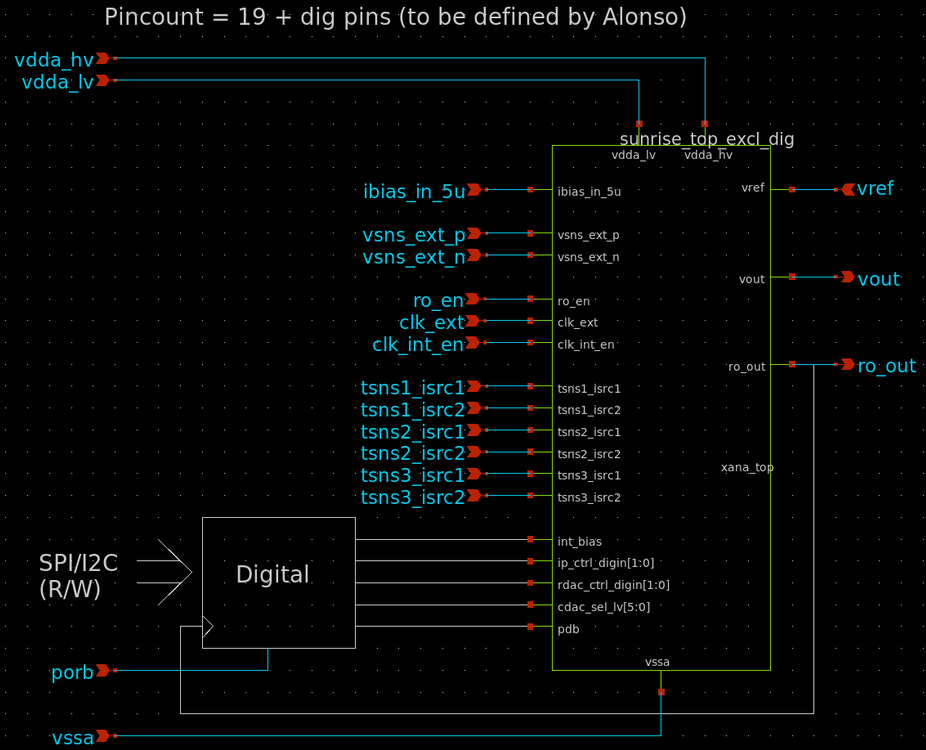 Pincount = 19 + dig pins (to be defined by Alonso)
vdda_hv
vdda_lv
sunrise_top_excl_dig
vdda_lv vdda_hv
ibias_in_5u ibias_in_5u vref vref
vsns_ext_p vsns_ext_p
vsns_ext_n vsns_ext_n
vout vout
ro_en ro_en
clk_ext clk_ext
clk_int_en clk_int_en
ro_out ro_out
tsns1_isrc1 tsns1_isrc1
tsns1_isrc2 tsns1_isrc2
tsns2_isrc1 tsns2_isrc1
tsns2_isrc2 tsns2_isrc2
xana_top
tsns3_isrc1 tsns3_isrc1
tsns3_isrc2 tsns3_isrc2
int_bias
SPI/I2C ip_ctrl_digin[1:0]
Digital
(R/W) rdac_ctrl_digin[1:0]
cdac_sel_lv[5:0]
pdb
vssa
porb
vssa